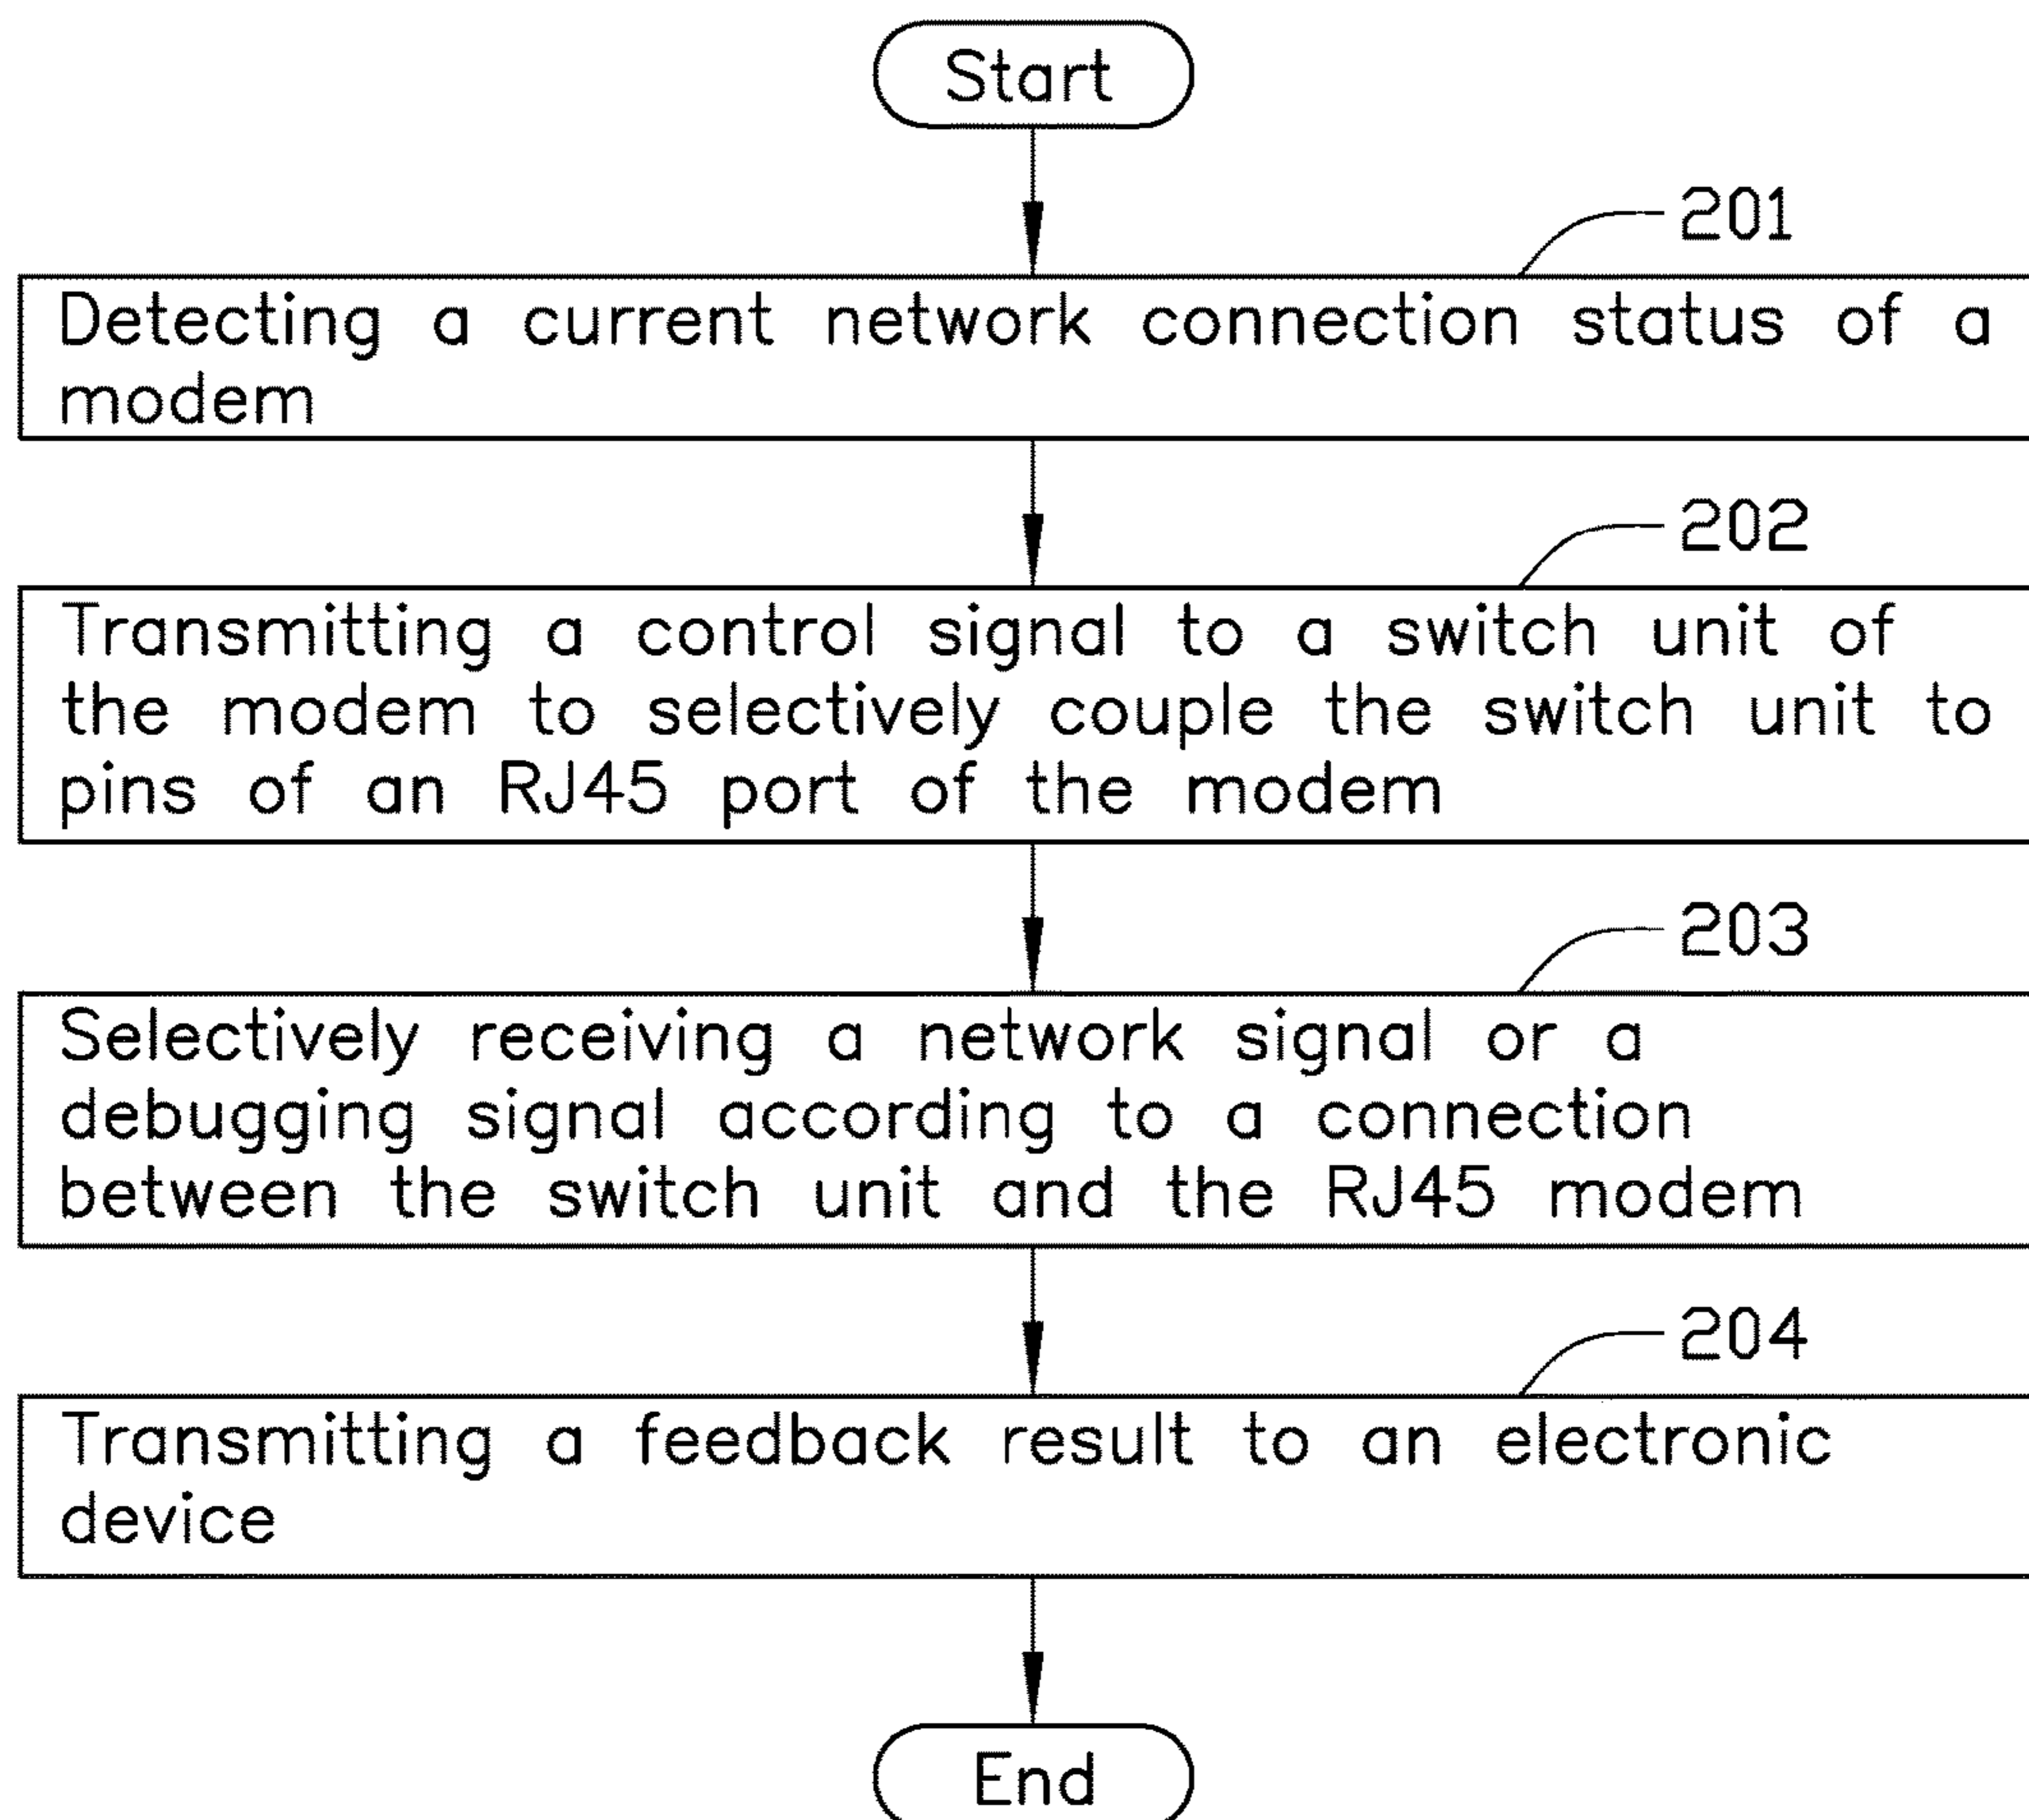 Start
201
Detecting a current network connection status of a
modem
202
Transmitting a control signal to a switch unit of
the modem to selectively couple the switch unit to
pins of an RJ45 port of the modem
203
Selectively receiving a network signal or a
debugging signal according to a connection
between the switch unit and the RJ45 modem
204
Transmitting a feedback result to an electronic
device
End